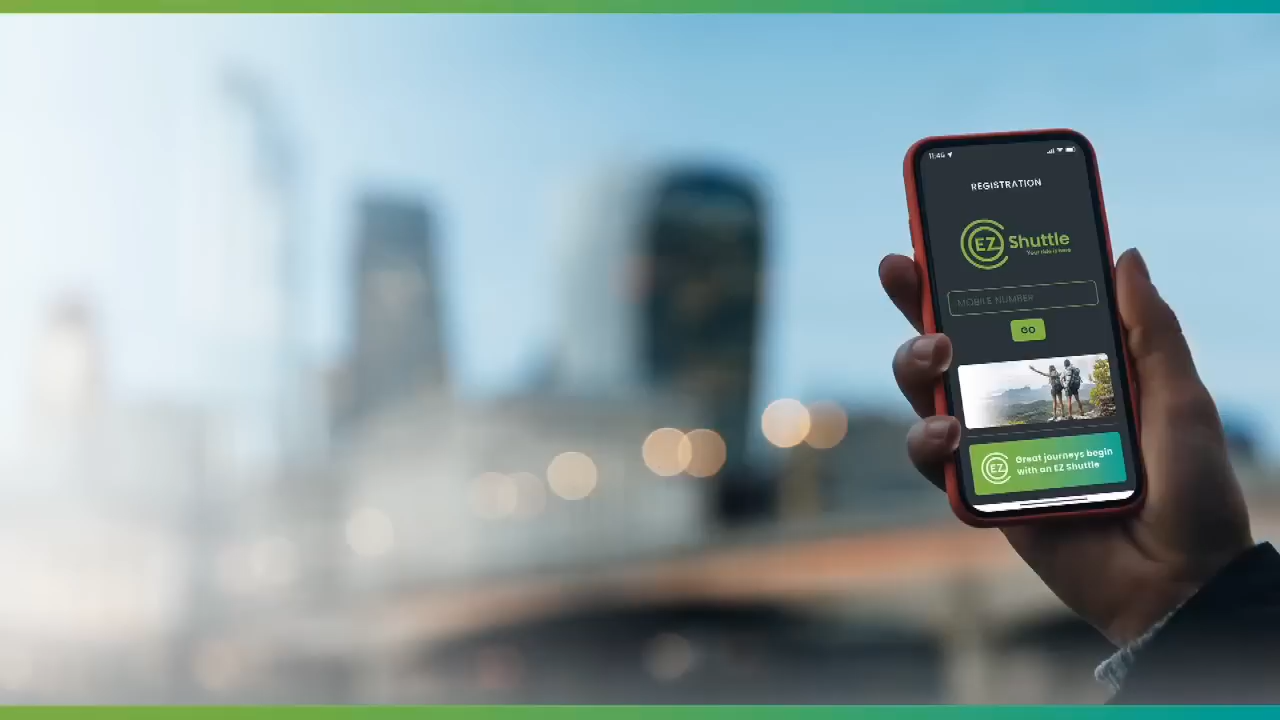 11:46
REGISTRATION
EZ Shuttle
Your ride is here
MOBILE NUMBER
GO
EZ
Great journeys begin
with an EZ Shuttle